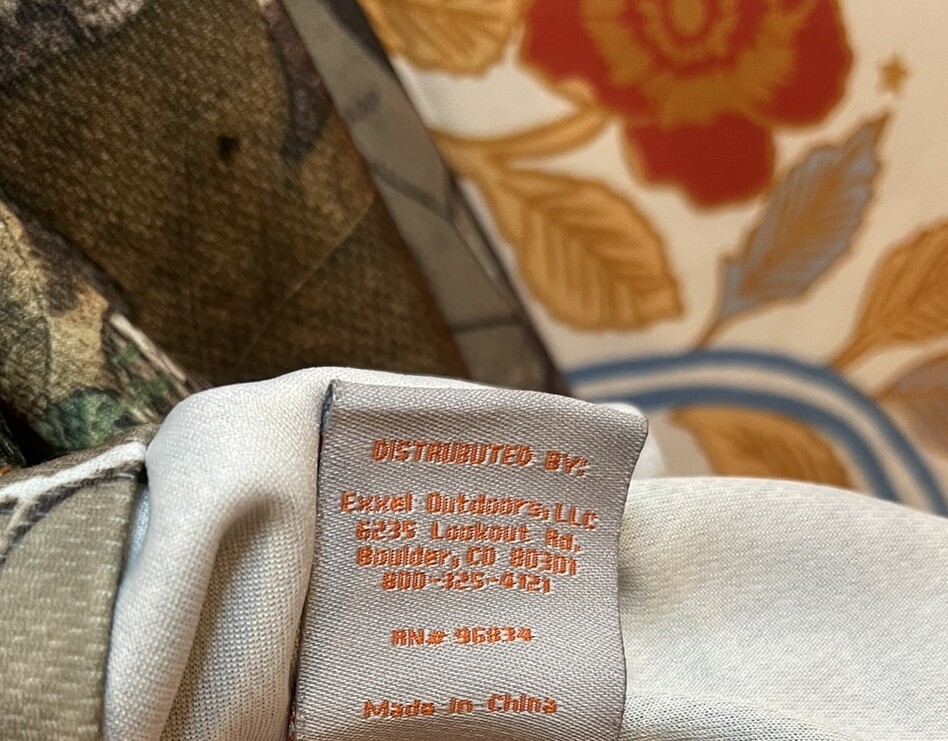 DISTRUBUTED BY:
Exxel Outdoors, LLC
6235 Lookout Rd.
Boulder, CO 80301
800-325-4121
RN# 96834
Made in China